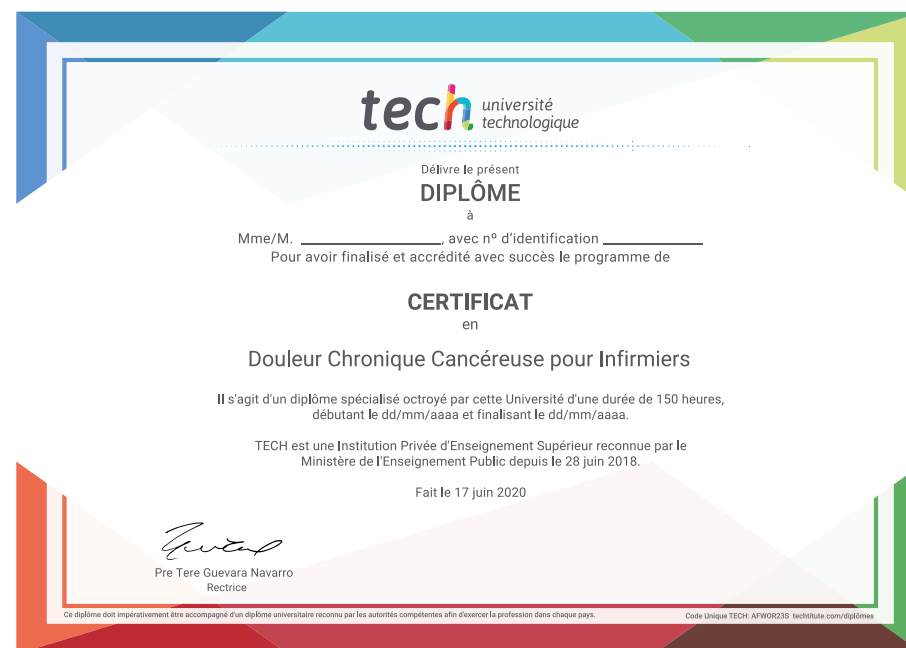 tech université
technologique
Délivre le présent
DIPLÔME
à
Mme/M. ____________________, avec nº d'identification ______________
Pour avoir finalisé et accrédité avec succès le programme de
CERTIFICAT
en
Douleur Chronique Cancéreuse pour Infirmiers
Il s'agit d'un diplôme spécialisé octroyé par cette Université d'une durée de 150 heures,
débutant le dd/mm/aaaa et finalisant le dd/mm/aaaa.
TECH est une Institution Privée d'Enseignement Supérieur reconnue par le
Ministère de l'Enseignement Public depuis le 28 juin 2018.
Fait le 17 juin 2020
Pre Tere Guevara Navarro
Rectrice
Ce diplôme doit impérativement être accompagné d'un diplôme universitaire reconnu par les autorités compétentes afin d'exercer la profession dans chaque pays.
Code Unique TECH: AFWOR23S techtitute.com/diplômes